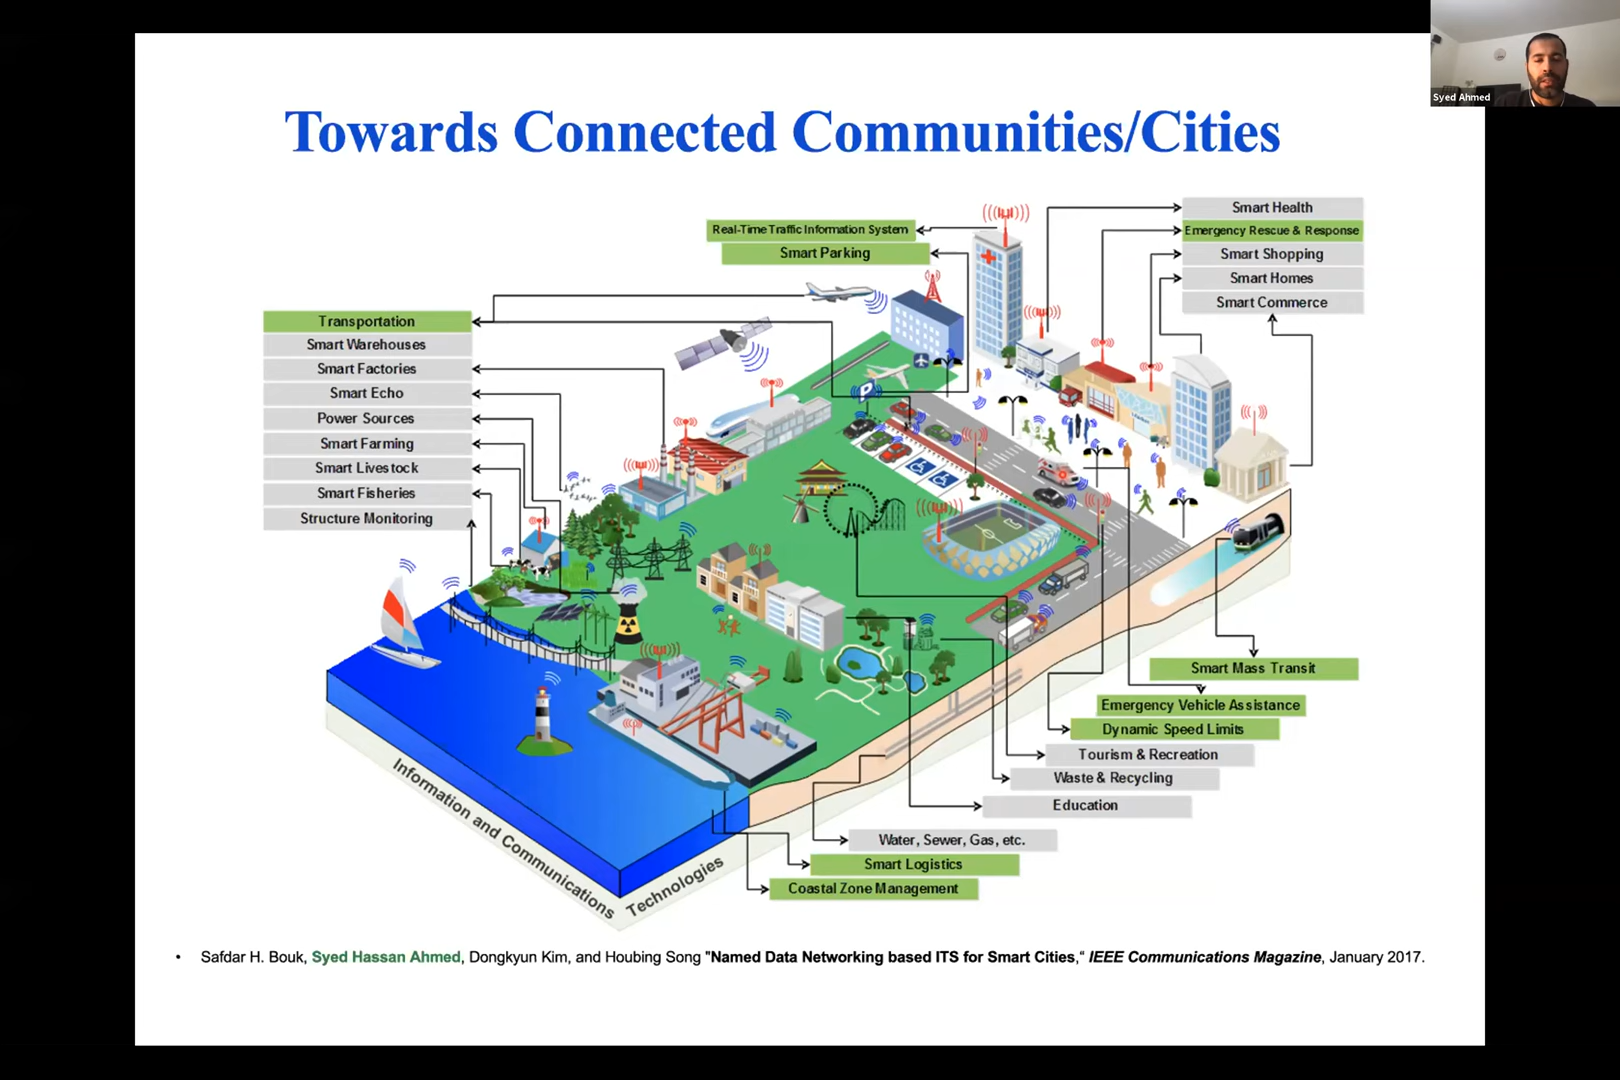 Syed Ahmed
Towards Connected Communities/Cities
Real-Time Traffic Information System
Smart Parking
Smart Health
Emergency Rescue & Response
Smart Shopping
Smart Homes
Smart Commerce
Transportation
Smart Warehouses
Smart Factories
Smart Echo
Power Sources
Smart Farming
Smart Livestock
Smart Fisheries
Structure Monitoring
P
Smart Mass Transit
Emergency Vehicle Assistance
Dynamic Speed Limits
Tourism & Recreation
Waste & Recycling
Education
Water, Sewer, Gas, etc.
Smart Logistics
Coastal Zone Management
Information and Communications
Technologies
• Safdar H. Bouk, Syed Hassan Ahmed, Dongkyun Kim, and Houbing Song "Named Data Networking based ITS for Smart Cities,“ IEEE Communications Magazine, January 2017.